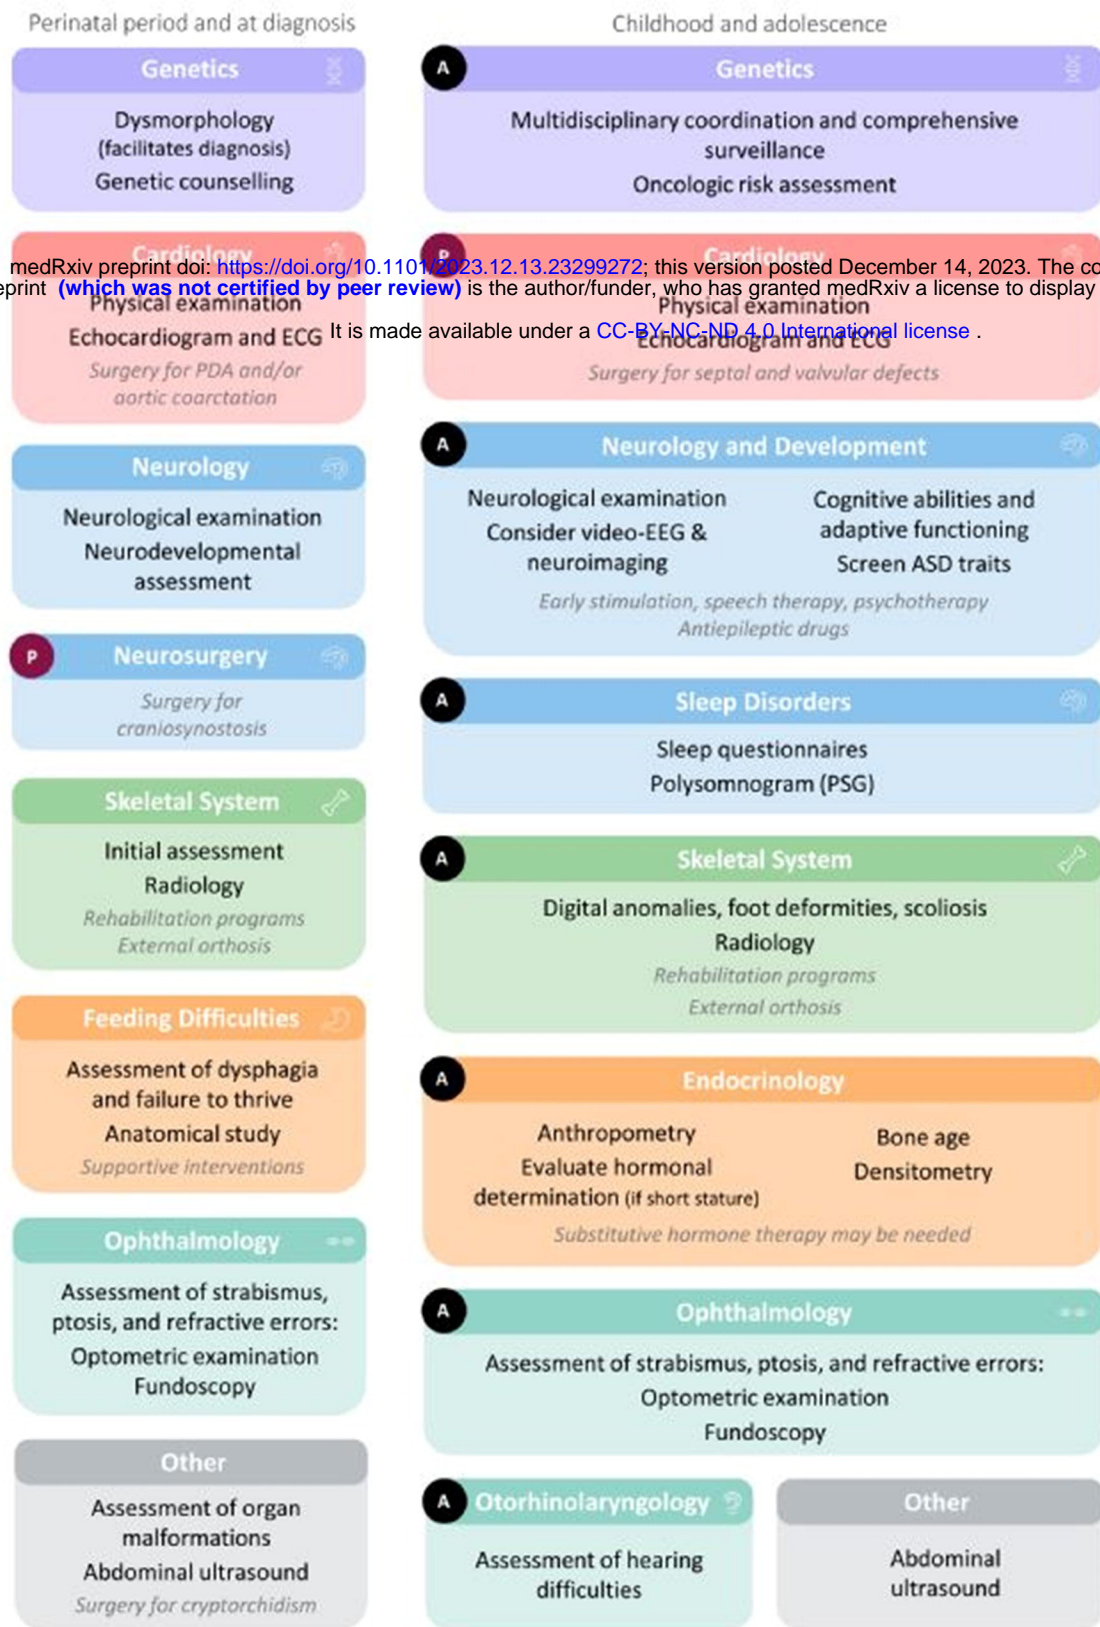 Perinatal period and at diagnosis
Genetics
Dysmorphology
(facilitates diagnosis)
Genetic counselling
Cardiology
Physical examination
Echocardiogram and ECG
Surgery for PDA and/or
aortic coarctation
Neurology
Neurological examination
Neurodevelopmental
assessment
P
Neurosurgery
Surgery for
craniosynostosis
Skeletal System
Initial assessment
Radiology
Rehabilitation programs
External orthosis
Feeding Difficulties
Assessment of dysphagia
and failure to thrive
Anatomical study
Supportive interventions
Ophthalmology
Assessment of strabismus,
ptosis, and refractive errors:
Optometric examination
Fundoscopy
Other
Assessment of organ
malformations
Abdominal ultrasound
Surgery for cryptorchidism
Childhood and adolescence
A
Genetics
Multidisciplinary coordination and comprehensive
surveillance
Oncologic risk assessment
P
Cardiology
Physical examination
Echocardiogram and ECG
Surgery for septal and valvular defects
A
Neurology and Development
Neurological examination
Consider video-EEG &
neuroimaging
Cognitive abilities and
adaptive functioning
Screen ASD traits
Early stimulation, speech therapy, psychotherapy
Antiepileptic drugs
A
Sleep Disorders
Sleep questionnaires
Polysomnogram (PSG)
A
Skeletal System
Digital anomalies, foot deformities, scoliosis
Radiology
Rehabilitation programs
External orthosis
A
Endocrinology
Anthropometry
Evaluate hormonal
determination (if short stature)
Bone age
Densitometry
Substitutive hormone therapy may be needed
A
Ophthalmology
Assessment of strabismus, ptosis, and refractive errors:
Optometric examination
Fundoscopy
A
Otorhinolaryngology
Assessment of hearing
difficulties
Other
Abdominal
ultrasound
medRxiv preprint doi: https://doi.org/10.1101/2023.12.13.23299272; this version posted December 14, 2023. The
(which was not certified by peer review) is the author/funder, who has granted medRxiv a license to display
It is made available under a CC-BY-NC-ND 4.0 International license .